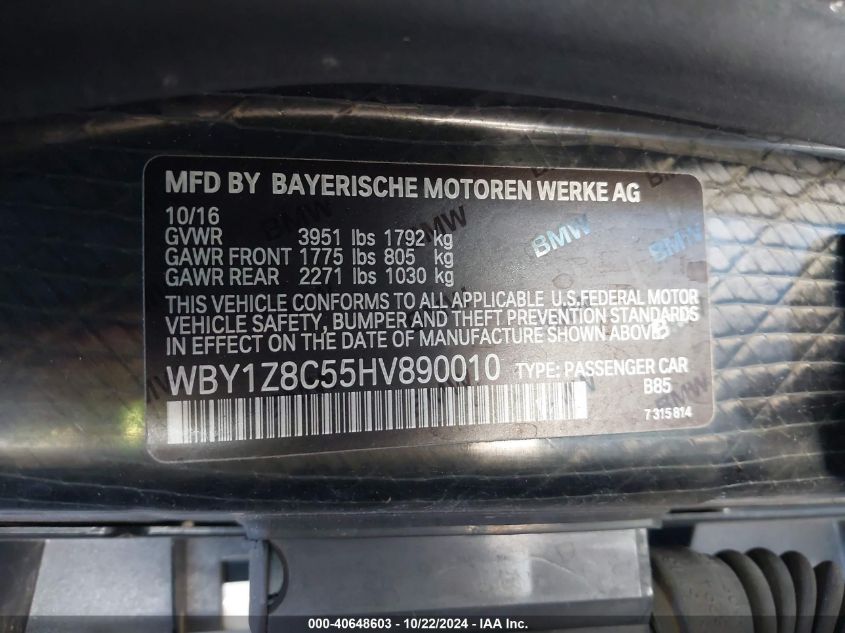 MFD BY BAYERISCHE MOTOREN WERKE AG
10/16
GVWR 3951 lbs 1792 kg
GAWR FRONT 1775 lbs 805 kg
GAWR REAR 2271 lbs 1030 kg
THIS VEHICLE CONFORMS TO ALL APPLICABLE U.S.FEDERAL MOTOR
VEHICLE SAFETY, BUMPER AND THEFT PREVENTION STANDARDS
IN EFFECT ON THE DATE OF MANUFACTURE SHOWN ABOVE.
WBY1Z8C55HV890010 TYPE: PASSENGER CAR
B85
7 315 814
BMW
BMW
BMW
000-40648603 / 10/22/2024 - IAA Inc.